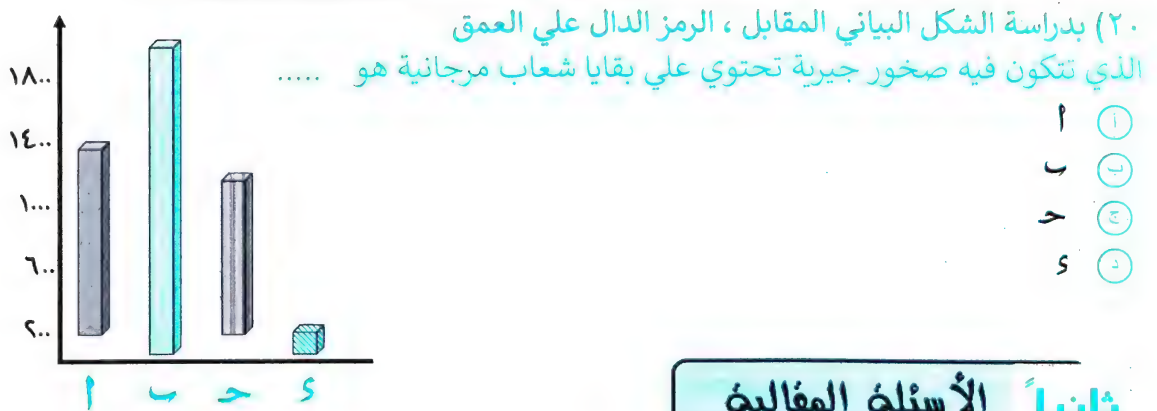 ٢٠) بدراسة الشكل البياني المقابل ، الرمز الدال علي العمق
الذي تتكون فيه صخور جيرية تحتوي علي بقايا شعاب مرجانية هو .....
أ ا
ب ب
ج حـ
د ء
١٨٠٠
١٤٠٠
١٠٠٠
٦٠٠
٢٠٠
ا ب حـ ء
ثانياً الأسئلة المقالية